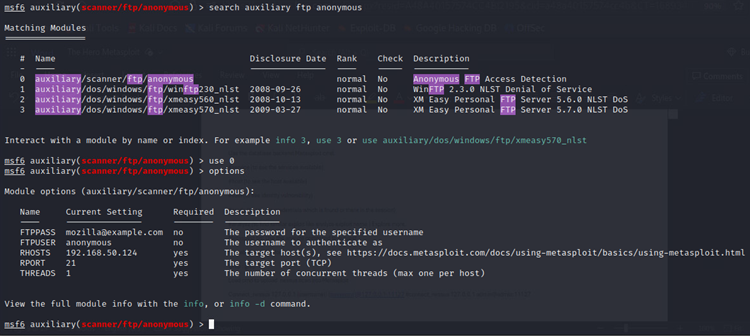 msf6 auxiliary(scanner/ftp/anonymous) > search auxiliary ftp anonymous
Matching Modules
# Name Disclosure Date Rank Check Description
0 auxiliary/scanner/ftp/anonymous normal No Anonymous FTP Access Detection
1 auxiliary/dos/windows/ftp/winftp230_nlst 2008-09-26 normal No WinFTP 2.3.0 NLST Denial of Service
2 auxiliary/dos/windows/ftp/xmeasy560_nlst 2008-10-13 normal No XM Easy Personal FTP Server 5.6.0 NLST DoS
3 auxiliary/dos/windows/ftp/xmeasy570_nlst 2009-03-27 normal No XM Easy Personal FTP Server 5.7.0 NLST DoS
Interact with a module by name or index. For example info 3, use 3 or use auxiliary/dos/windows/ftp/xmeasy570_nlst
msf6 auxiliary(scanner/ftp/anonymous) > use 0
msf6 auxiliary(scanner/ftp/anonymous) > options
Module options (auxiliary/scanner/ftp/anonymous):
Name Current Setting Required Description
FTPPASS mozilla@example.com no The password for the specified username
FTPUSER anonymous no The username to authenticate as
RHOSTS 192.168.50.124 yes The target host(s), see https://docs.metasploit.com/docs/using-metasploit/basics/using-metasploit.html
RPORT 21 yes The target port (TCP)
THREADS 1 yes The number of concurrent threads (max one per host)
View the full module info with the info, or info -d command.
msf6 auxiliary(scanner/ftp/anonymous) >